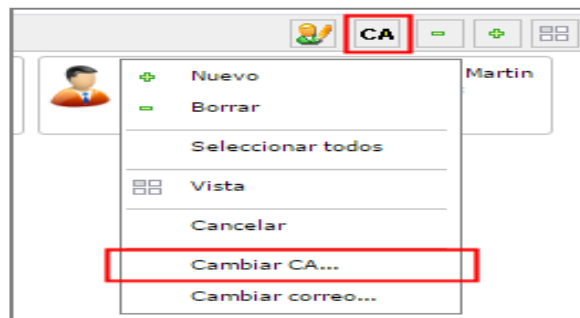 CA
Martin
Nuevo
Borrar
Seleccionar todos
Vista
Cancelar
Cambiar CA...
Cambiar correo...